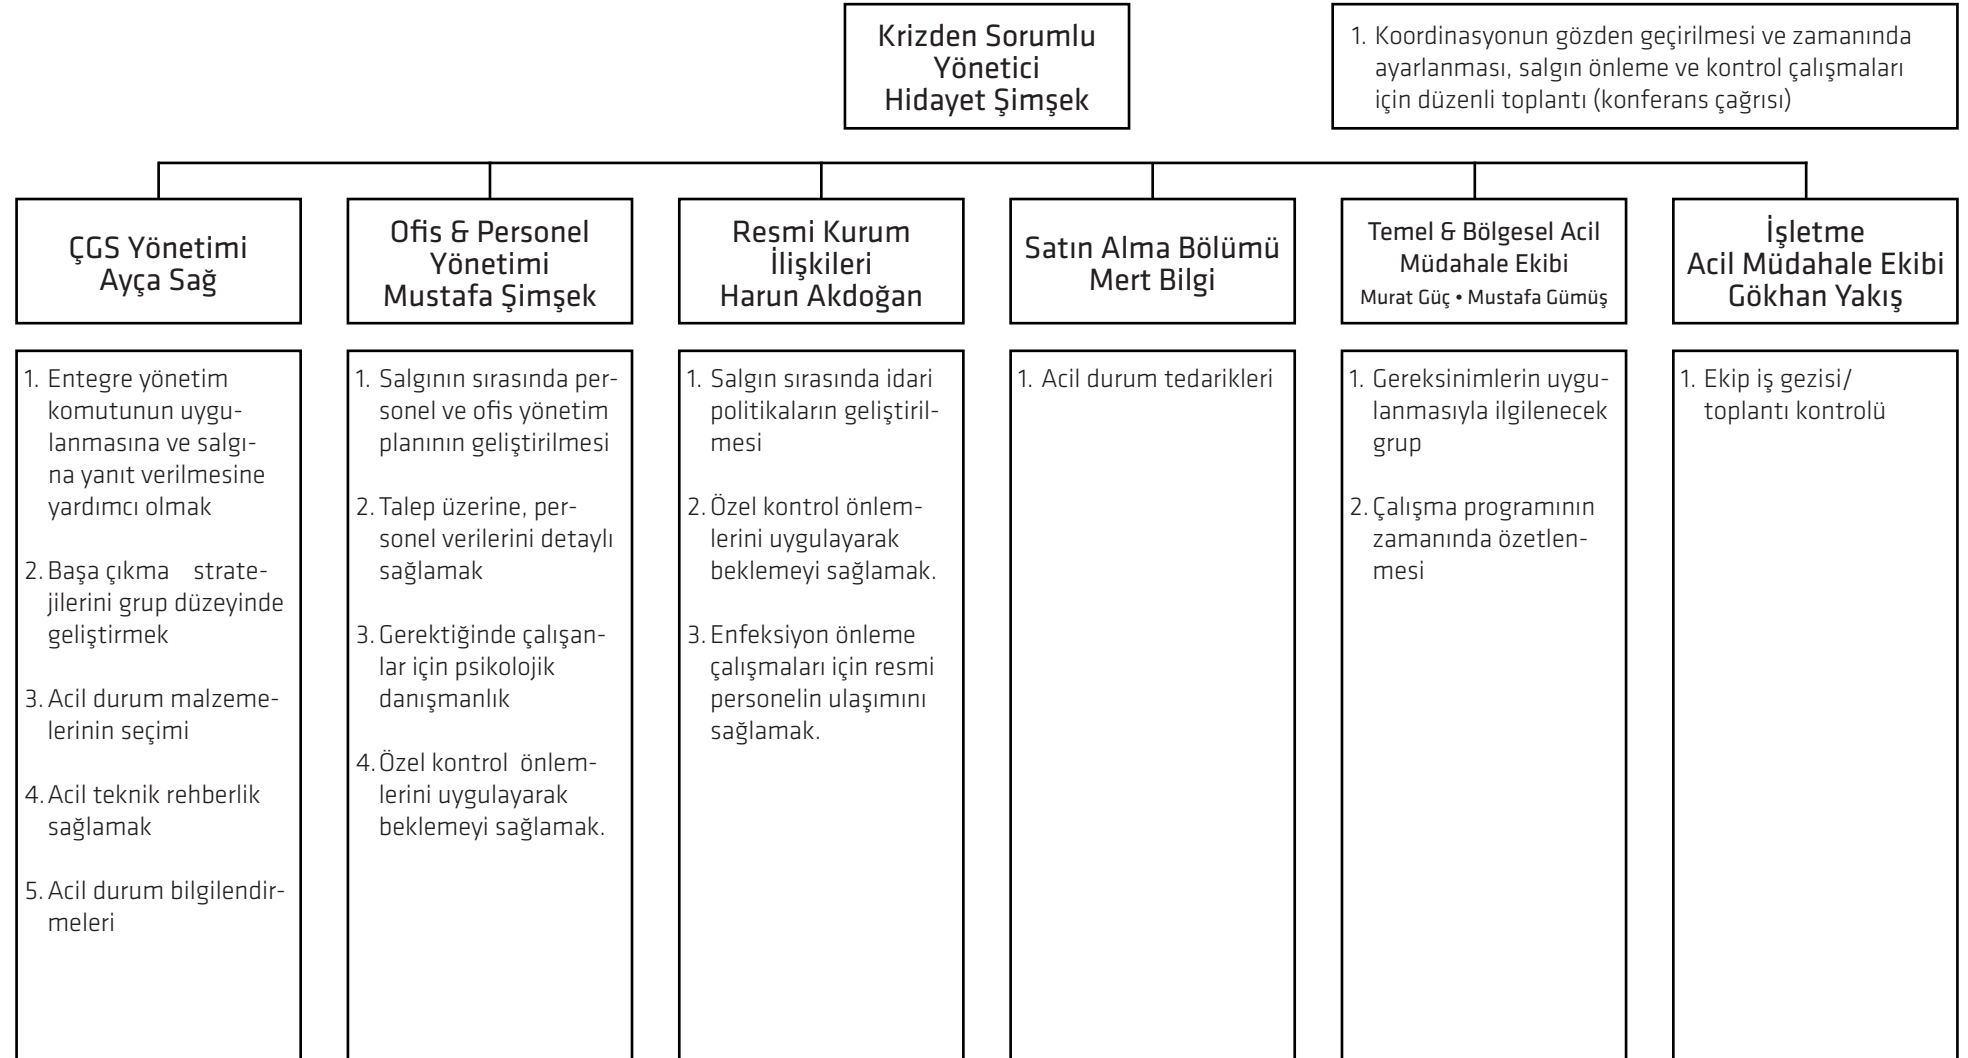 Krizden Sorumlu
Yönetici
Hidayet Şimşek
1. Koordinasyonun gözden geçirilmesi ve zamanında
ayarlanması, salgın önleme ve kontrol çalışmaları
için düzenli toplantı (konferans çağrısı)
ÇGS Yönetimi
Ayça Sağ
Ofis & Personel
Yönetimi
Mustafa Şimşek
Resmi Kurum
İlişkileri
Harun Akdoğan
Satın Alma Bölümü
Mert Bilgi
Temel & Bölgesel Acil
Müdahale Ekibi
Murat Güç • Mustafa Gümüş
İşletme
Acil Müdahale Ekibi
Gökhan Yakış
1. Entegre yönetim
komutunun uygu-
lanmasına ve salgı-
na yanıt verilmesine
yardımcı olmak
2. Başa çıkma strate-
jilerini grup düzeyinde
geliştirmek
3. Acil durum malzeme-
lerinin seçimi
4. Acil teknik rehberlik
sağlamak
5. Acil durum bilgilendir-
meleri
1. Salgının sırasında per-
sonel ve ofis yönetim
planının geliştirilmesi
2. Talep üzerine, per-
sonel verilerini detaylı
sağlamak
3. Gerektiğinde çalışan-
lar için psikolojik
danışmanlık
4. Özel kontrol önlem-
lerini uygulayarak
beklemeyi sağlamak.
1. Salgın sırasında idari
politikaların geliştiril-
mesi
2. Özel kontrol önlem-
lerini uygulayarak
beklemeyi sağlamak.
3. Enfeksiyon önleme
çalışmaları için resmi
personelin ulaşımını
sağlamak.
1. Acil durum tedarikleri
1. Gereksinimlerin uygu-
lanmasıyla ilgilenecek
grup
2. Çalışma programının
zamanında özetlen-
mesi
1. Ekip iş gezisi/
toplantı kontrolü